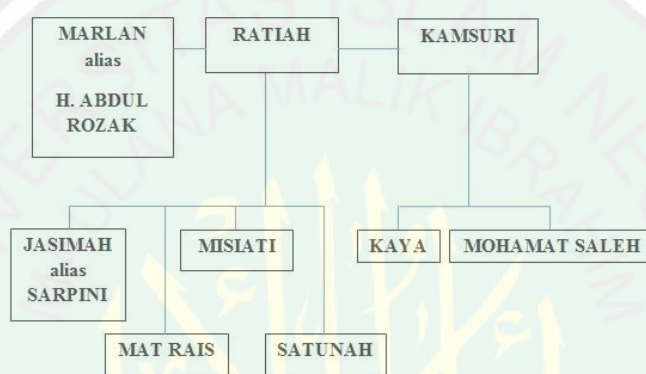 MARLAN
alias
H. ABDUL
ROZAK
RATIAH
KAMSURI
JASIMAH
alias
SARPINI
MISIATI
KAYA
MOHAMAT SALEH
MAT RAIS
SATUNAH